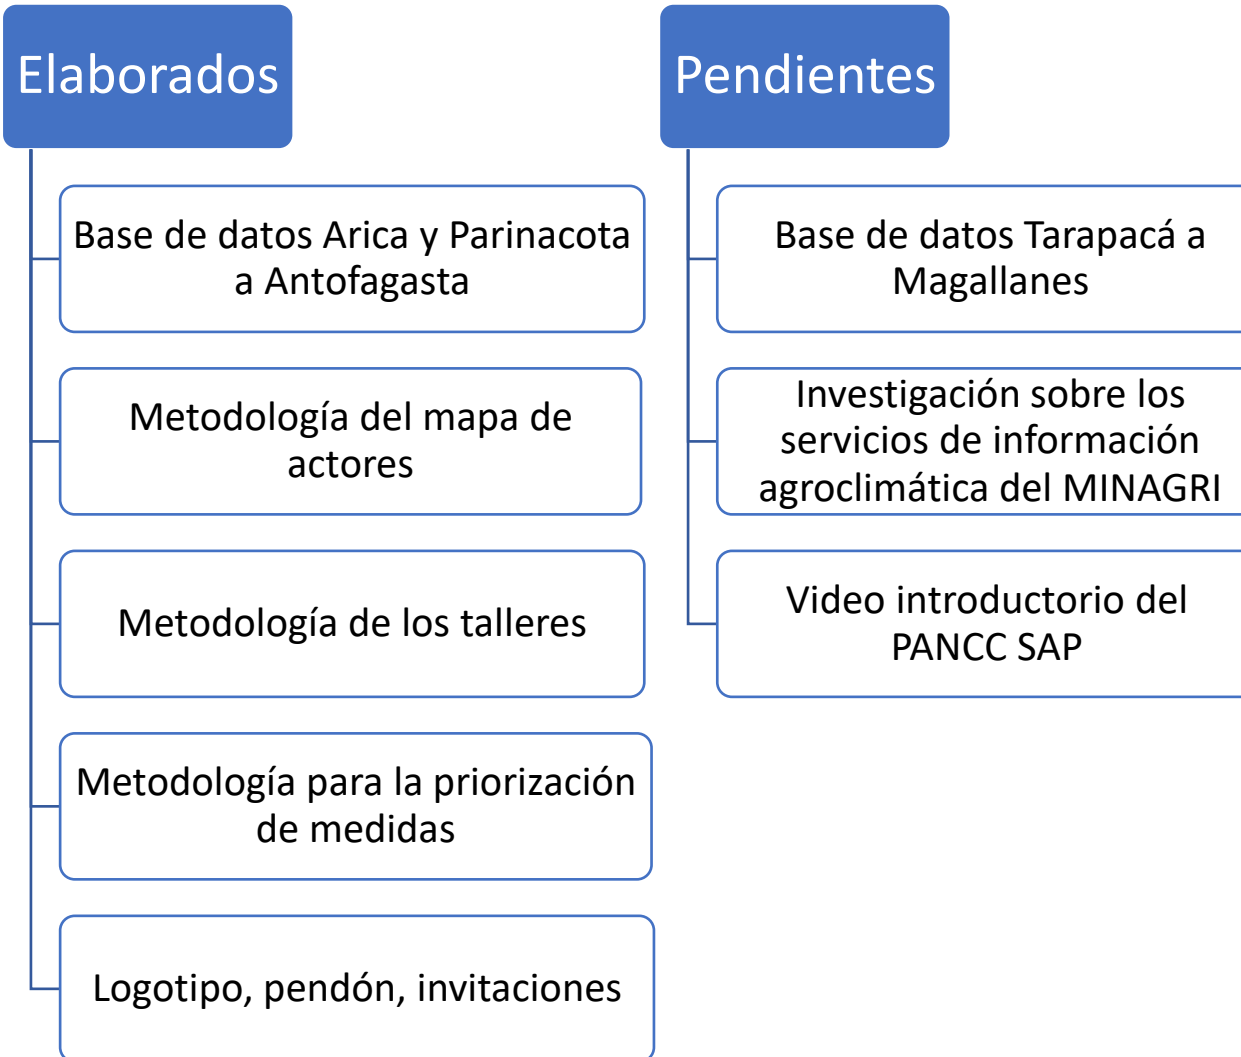 Elaborados
Base de datos Arica y Parinacota
a Antofagasta
Metodología del mapa de
actores
Metodología de los talleres
Metodología para la priorización
de medidas
Logotipo, pendón, invitaciones
Pendientes
Base de datos Tarapacá a
Magallanes
Investigación sobre los
servicios de información
agroclimática del MINAGRI
Video introductorio del
PANCC SAP